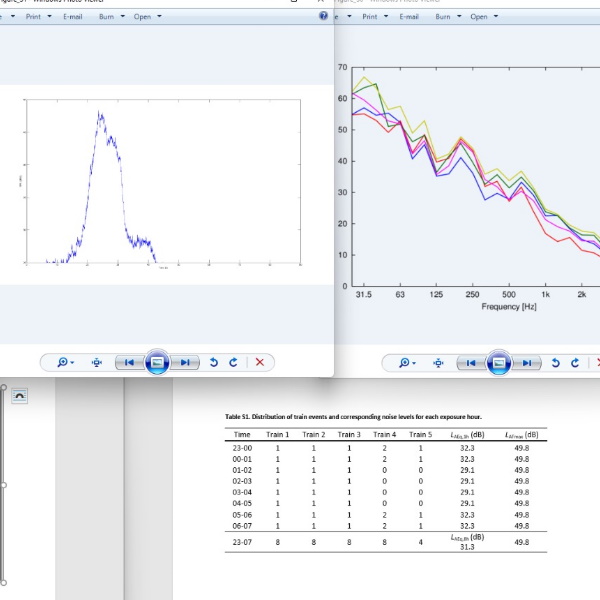 Print E-mail Burn Open
e Print E-mail Burn Open
70
60
50
40
30
20
10
0
31.5 63 125 250 500 1k 2k
Frequency [Hz]
Table S1. Distribution of train events and corresponding noise levels for each exposure hour.
Time Train 1 Train 2 Train 3 Train 4 Train 5 LAEq,1h (dB) LAFmax (dB)
23-00 1 1 1 2 1 32.3 49.8
00-01 1 1 1 2 1 32.3 49.8
01-02 1 1 1 0 0 29.1 49.8
02-03 1 1 1 0 0 29.1 49.8
03-04 1 1 1 0 0 29.1 49.8
04-05 1 1 1 0 0 29.1 49.8
05-06 1 1 1 2 1 32.3 49.8
06-07 1 1 1 2 1 32.3 49.8
23-07 8 8 8 8 4 LAEq,8h (dB) 49.8
31.3